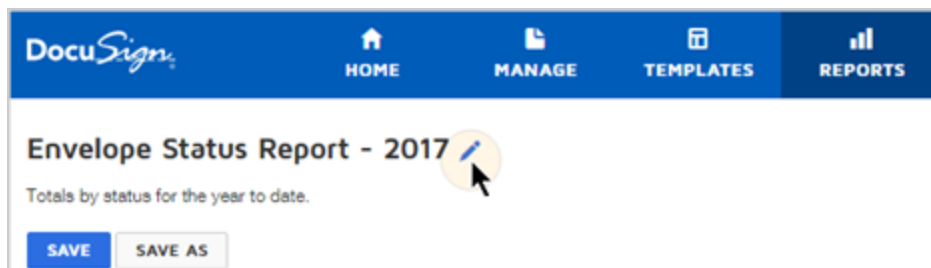 DocuSign
HOME
MANAGE
TEMPLATES
REPORTS
Envelope Status Report - 2017
Totals by status for the year to date.
SAVE
SAVE AS